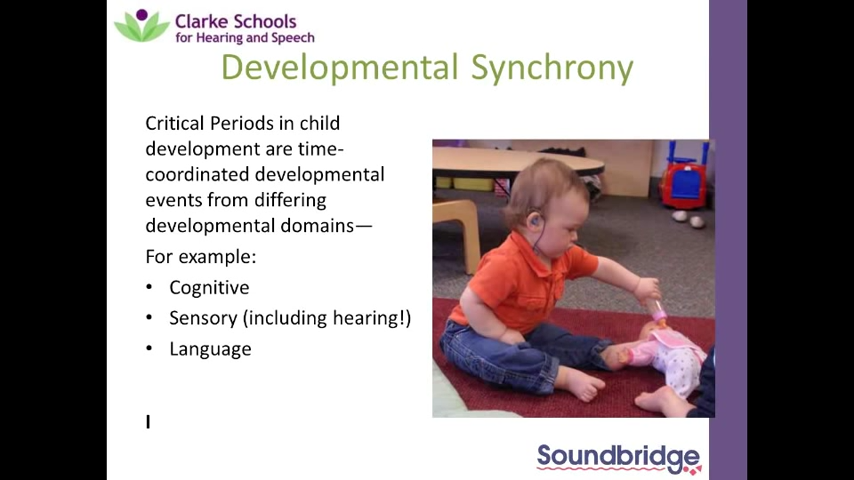 Clarke Schools
for Hearing and Speech
Developmental Synchrony
Critical Periods in child
development are time-
coordinated developmental
events from differing
developmental domains—
For example:
• Cognitive
• Sensory (including hearing!)
• Language
I
Soundbridge